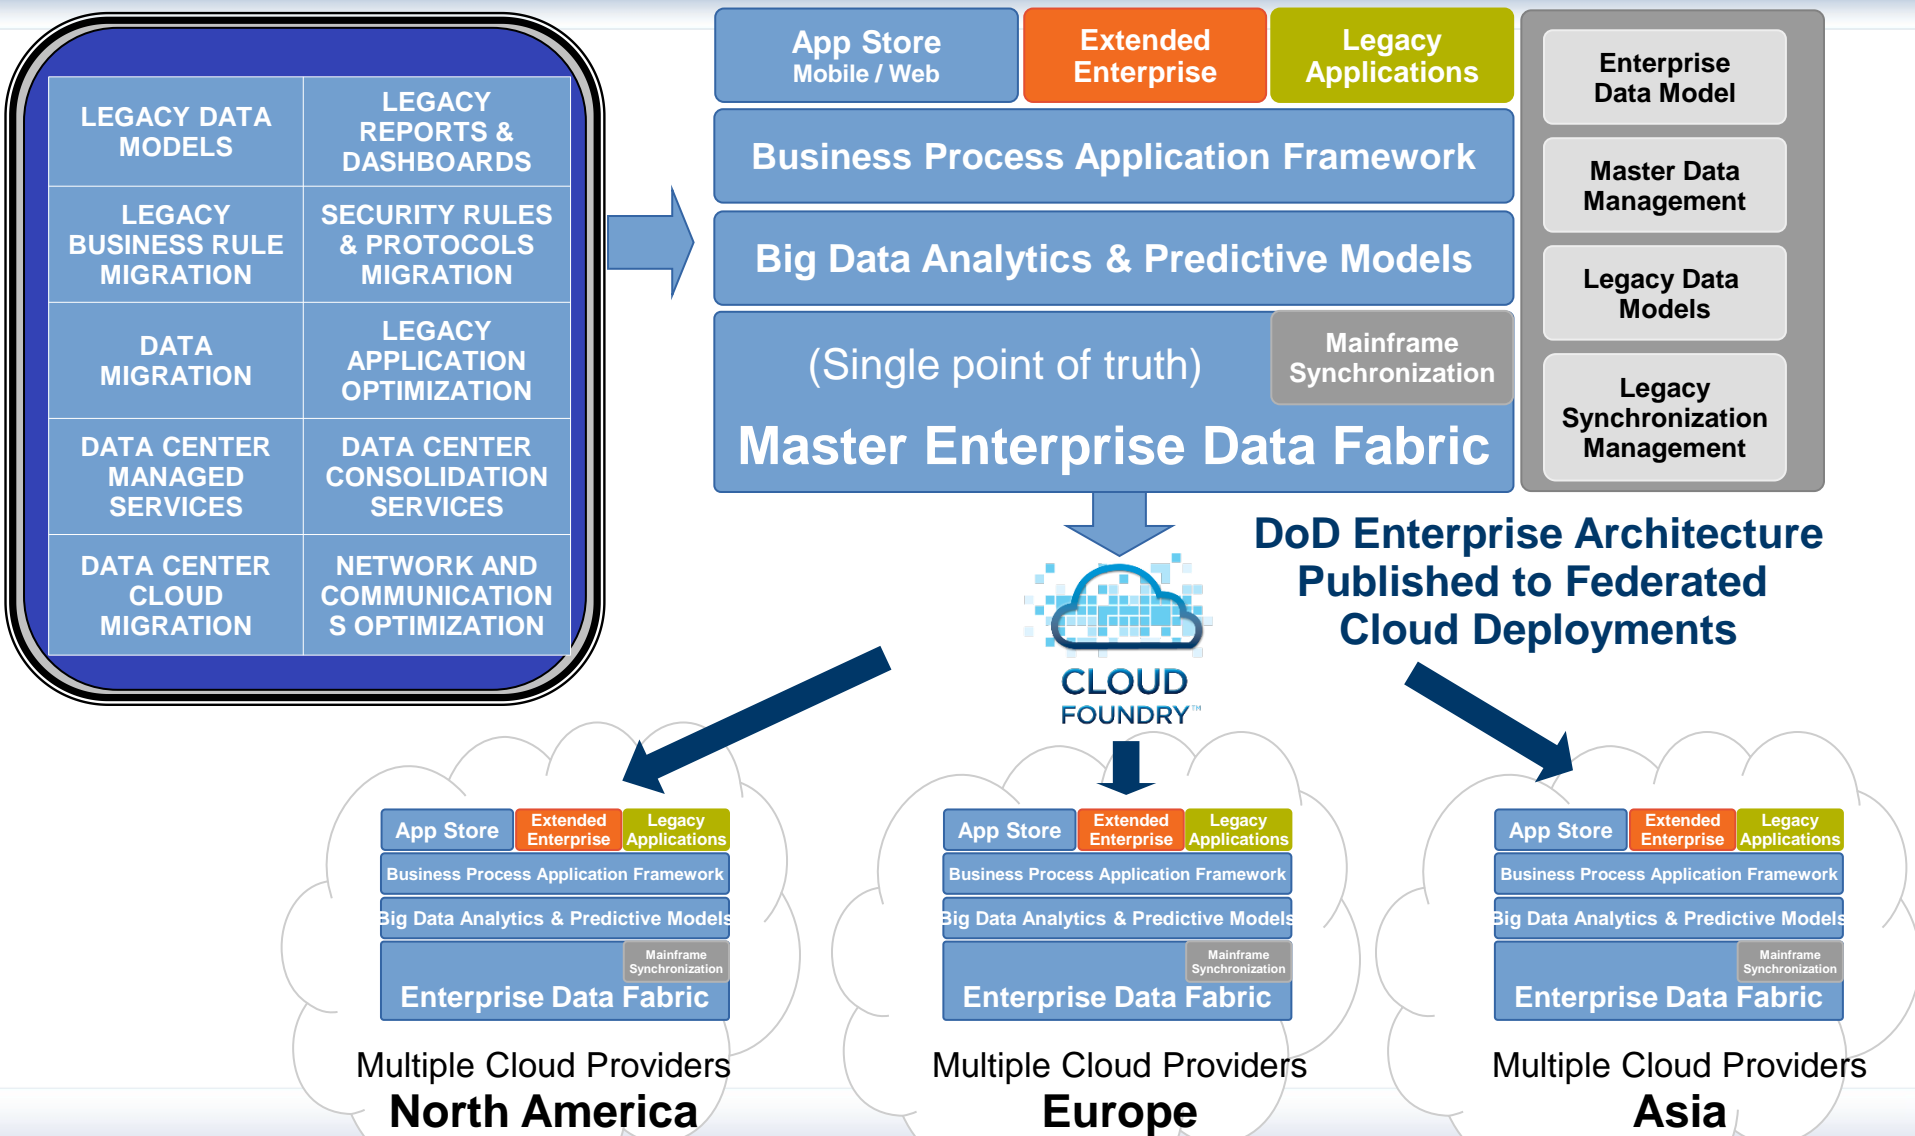 LEGACY DATA
MODELS
LEGACY
REPORTS &
DASHBOARDS
LEGACY
BUSINESS RULE
MIGRATION
SECURITY RULES
& PROTOCOLS
MIGRATION
DATA
MIGRATION
LEGACY
APPLICATION
OPTIMIZATION
DATA CENTER
MANAGED
SERVICES
DATA CENTER
CONSOLIDATION
SERVICES
DATA CENTER
CLOUD
MIGRATION
NETWORK AND
COMMUNICATION
S OPTIMIZATION
App Store
Mobile / Web
Extended
Enterprise
Legacy
Applications
Business Process Application Framework
Big Data Analytics & Predictive Models
(Single point of truth)
Mainframe
Synchronization
Master Enterprise Data Fabric
Enterprise
Data Model
Master Data
Management
Legacy Data
Models
Legacy
Synchronization
Management
DoD Enterprise Architecture
Published to Federated
Cloud Deployments
CLOUD
FOUNDRY™
App Store
Extended
Enterprise
Legacy
Applications
Business Process Application Framework
Big Data Analytics & Predictive Models
Mainframe
Synchronization
Enterprise Data Fabric
Multiple Cloud Providers
North America
App Store
Extended
Enterprise
Legacy
Applications
Business Process Application Framework
Big Data Analytics & Predictive Models
Mainframe
Synchronization
Enterprise Data Fabric
Multiple Cloud Providers
Europe
App Store
Extended
Enterprise
Legacy
Applications
Business Process Application Framework
Big Data Analytics & Predictive Models
Mainframe
Synchronization
Enterprise Data Fabric
Multiple Cloud Providers
Asia